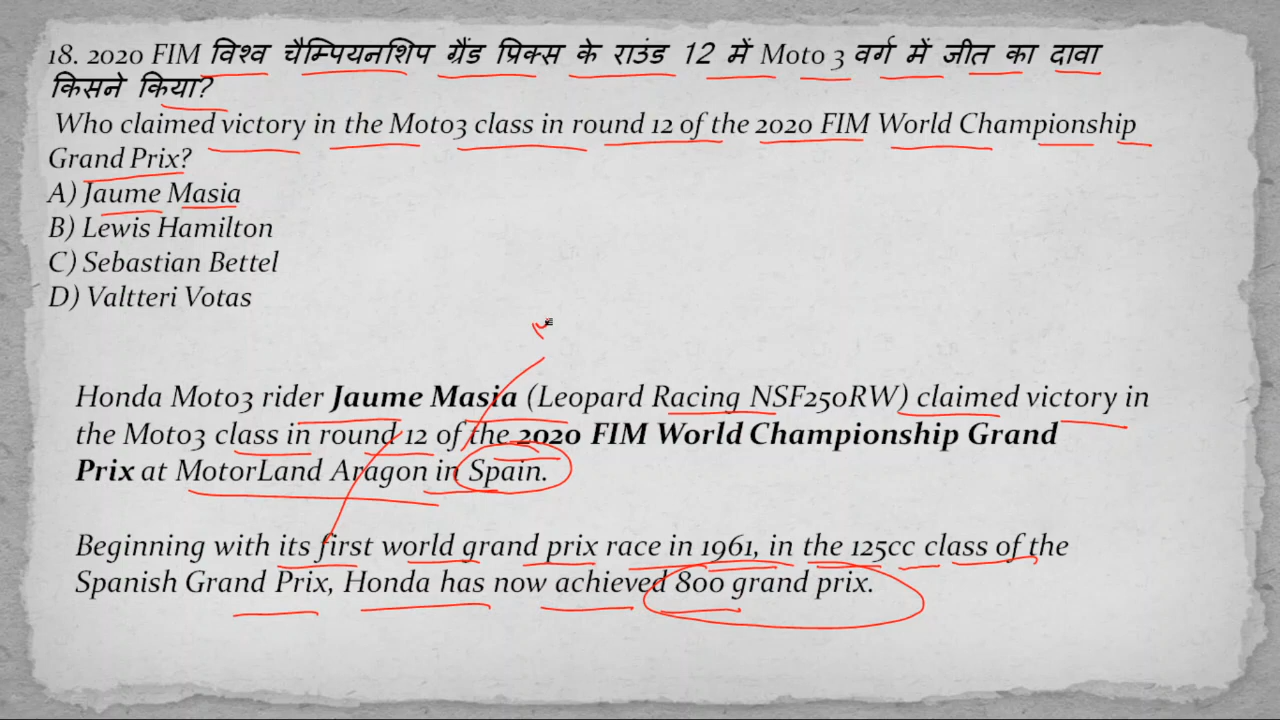 18. 2020 FIM विश्व चैम्पियनशिप ग्रैंड प्रिक्स के राउंड 12 में Moto 3 वर्ग में जीत का दावा
किसने किया?
Who claimed victory in the Moto3 class in round 12 of the 2020 FIM World Championship
Grand Prix?
A) Jaume Masia
B) Lewis Hamilton
C) Sebastian Bettel
D) Valtteri Votas
Honda Moto3 rider Jaume Masia (Leopard Racing NSF250RW) claimed victory in
the Moto3 class in round 12 of the 2020 FIM World Championship Grand
Prix at MotorLand Aragon in Spain.
Beginning with its first world grand prix race in 1961, in the 125cc class of the
Spanish Grand Prix, Honda has now achieved 800 grand prix.